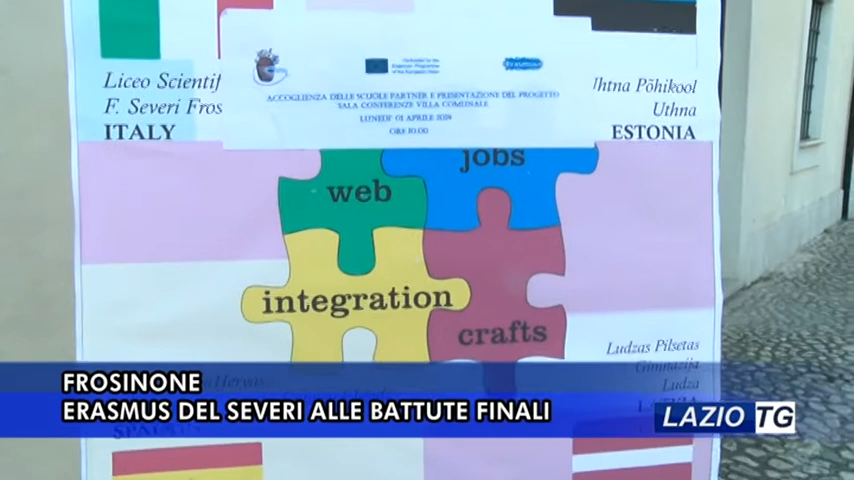 Liceo Scientif
F. Severi Fros
ITALY
ACCOGLIENZA DELLE SCUOLE PARTNER E PRESENTAZIONE DEL PROGETTO
SALA CONFERENZE VILLA COMUNALE
LUNEDI' 01 APRILE 2019
ORE 10.00
Uhtna Põhikool
Uthna
ESTONIA
web
jobs
integration
crafts
Ludzas Pilsetas
Gimnazija
Ludza
FROSINONE
ERASMUS DEL SEVERI ALLE BATTUTE FINALI
LAZIO TG